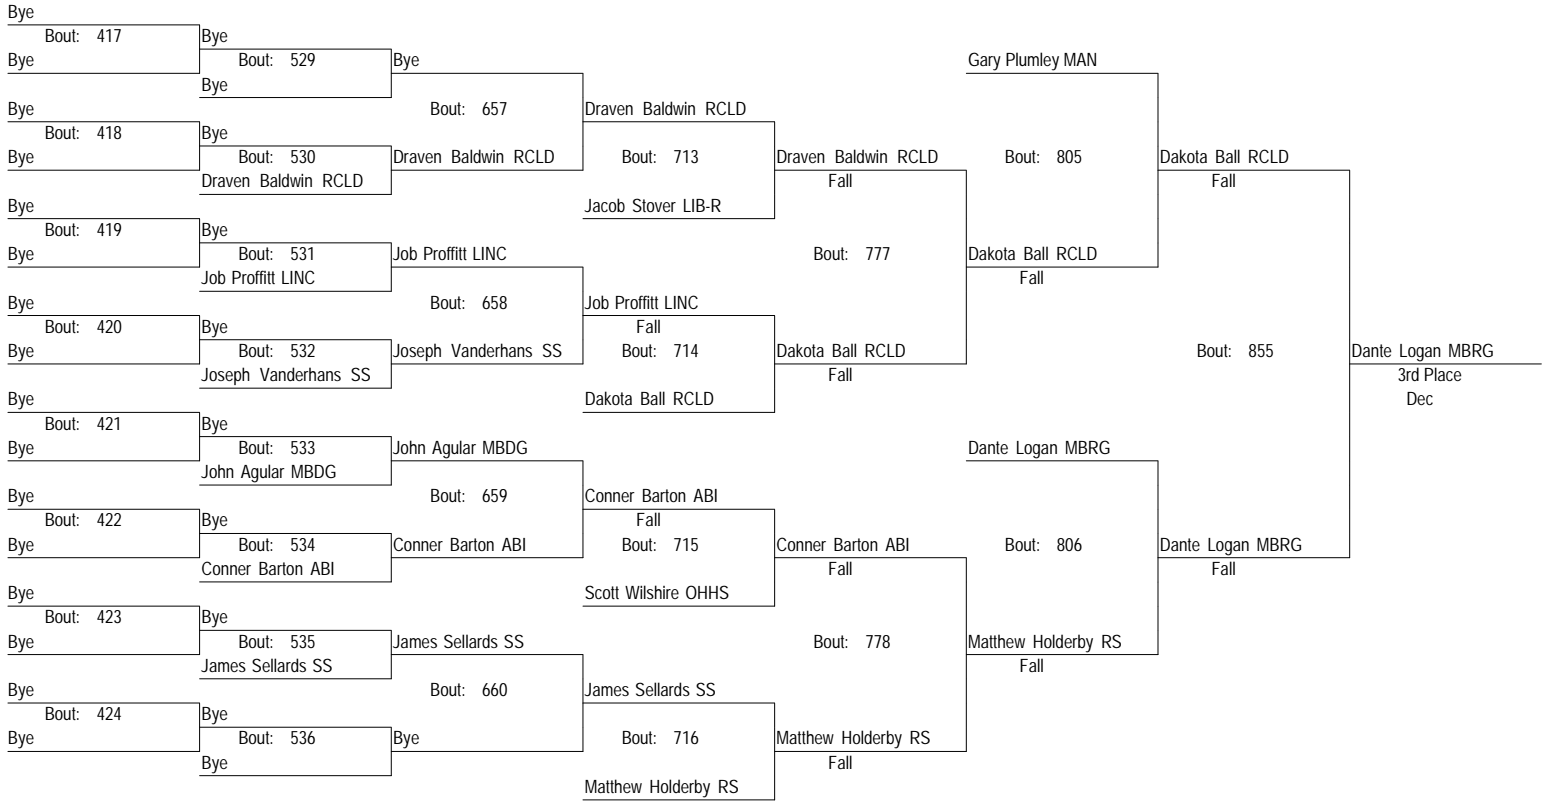 Bye
Bout: 417
Bye
Bye
Bout: 418
Bye
Bye
Bout: 419
Bye
Bye
Bout: 420
Bye
Bye
Bout: 421
Bye
Bye
Bout: 422
Bye
Bye
Bout: 423
Bye
Bye
Bout: 424
Bye
Bye
Bout: 529
Bye
Bye
Bout: 530
Draven Baldwin RCLD
Bye
Bout: 531
Job Proffitt LINC
Bye
Bout: 532
Joseph Vanderhans SS
Bye
Bout: 533
John Agular MBDG
Bye
Bout: 534
Conner Barton ABI
Bye
Bout: 535
James Sellards SS
Bye
Bout: 536
Bye
Bye
Bout: 657
Draven Baldwin RCLD
Job Proffitt LINC
Bout: 658
Joseph Vanderhans SS
John Agular MBDG
Bout: 659
Conner Barton ABI
James Sellards SS
Bout: 660
Bye
Draven Baldwin RCLD
Bout: 713
Jacob Stover LIB-R
Job Proffitt LINC
Fall
Bout: 714
Dakota Ball RCLD
Conner Barton ABI
Fall
Bout: 715
Scott Wilshire OHHS
James Sellards SS
Bout: 716
Matthew Holderby RS
Draven Baldwin RCLD
Fall
Bout: 777
Dakota Ball RCLD
Fall
Conner Barton ABI
Fall
Bout: 778
Matthew Holderby RS
Fall
Gary Plumley MAN
Bout: 805
Dakota Ball RCLD
Fall
Dante Logan MBRG
Bout: 806
Matthew Holderby RS
Fall
Dakota Ball RCLD
Fall
Bout: 855
Dante Logan MBRG
Fall
Dante Logan MBRG
3rd Place
Dec